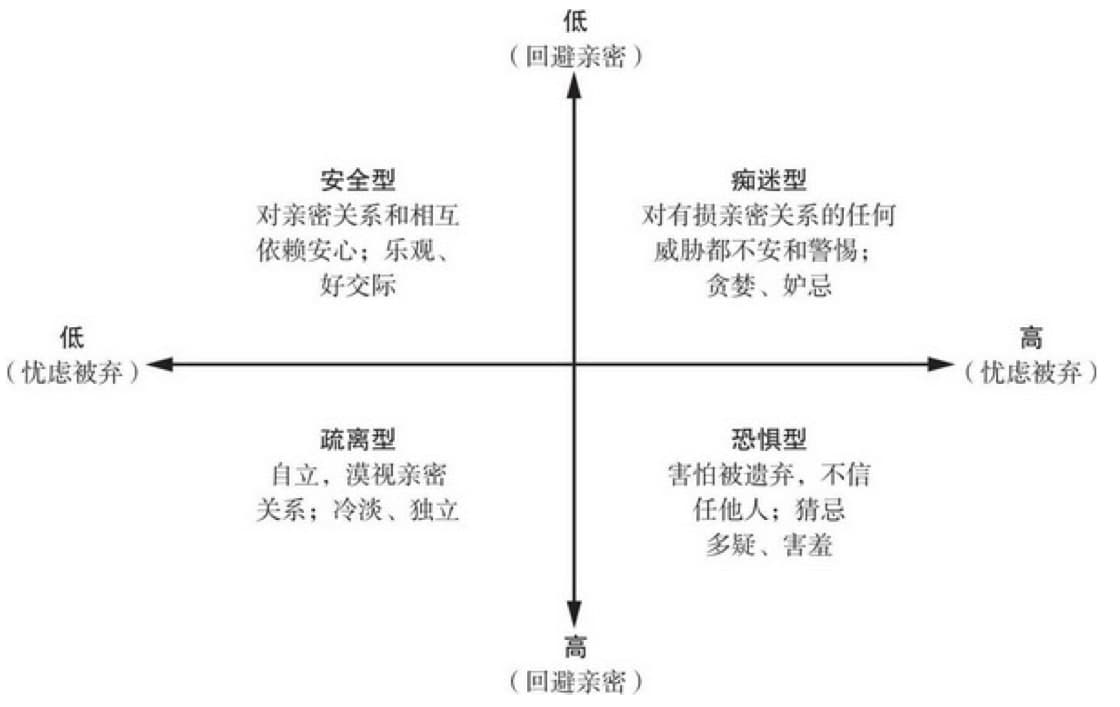 低
（回避亲密）
安全型
对亲密关系和相互
依赖安心；乐观、
好交际
痴迷型
对有损亲密关系的任何
威胁都不安和警惕；
贪婪、妒忌
低
（忧虑被弃）
高
（忧虑被弃）
疏离型
自立，漠视亲密
关系；冷淡、独立
恐惧型
害怕被遗弃，不信
任他人；猜忌
多疑、害羞
高
（回避亲密）